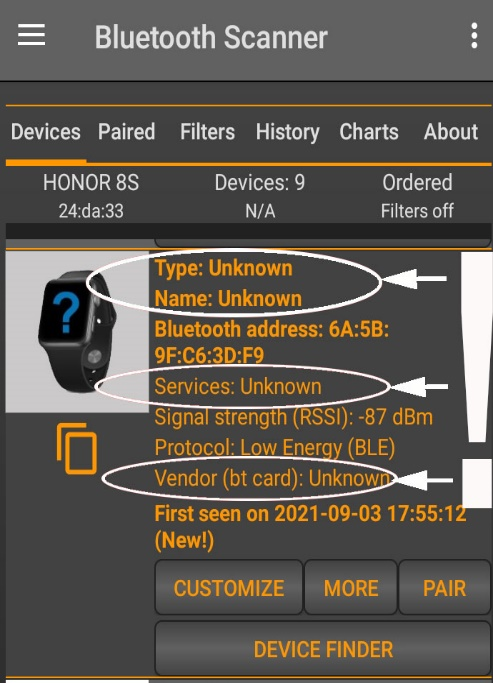 Bluetooth Scanner
Devices Paired Filters History Charts About
HONOR 8S Devices: 9 Ordered
24:da:33 N/A Filters off
?
Type: Unknown
Name: Unknown
Bluetooth address: 6A:5B:
9F:C6:3D:F9
Services: Unknown
Signal strength (RSSI): -87 dBm
Protocol: Low Energy (BLE)
Vendor (bt card): Unknown
First seen on 2021-09-03 17:55:12
(New!)
!
CUSTOMIZE MORE PAIR
DEVICE FINDER